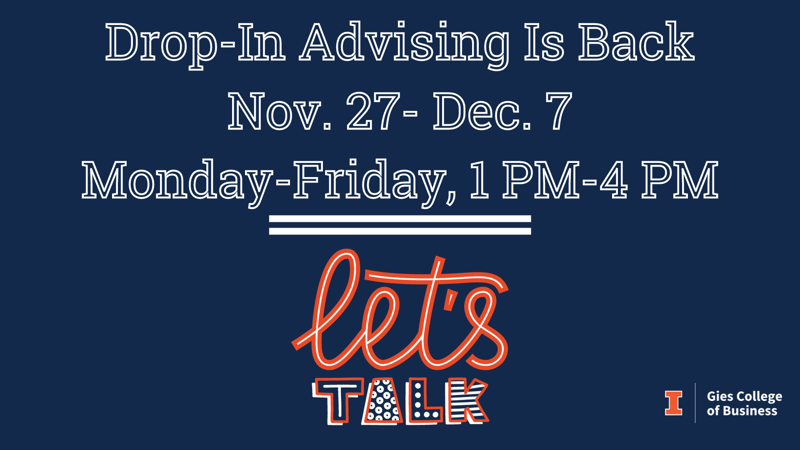 Drop-In Advising Is Back
Nov. 27- Dec. 7
Monday-Friday, 1 PM-4 PM
let's
TALK
I
Gies College
of Business